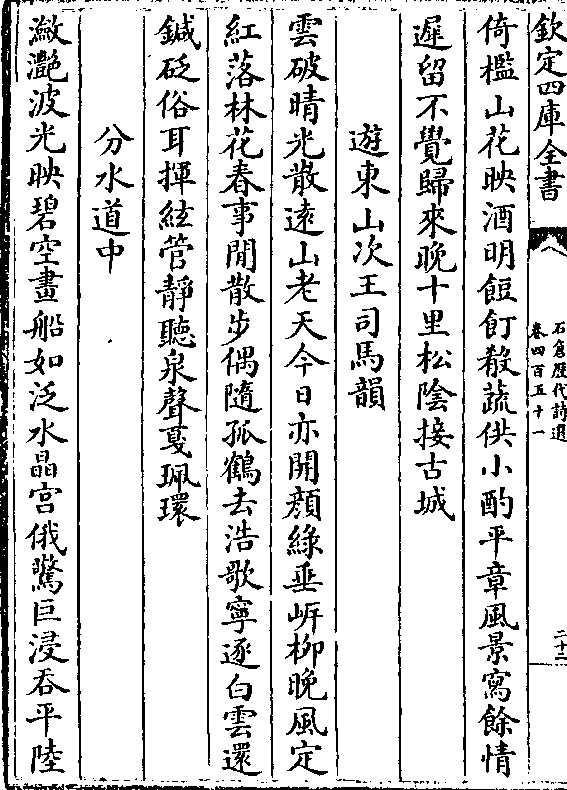 欽定四庫全書
石倉歷代詩選
卷四百五十一
二十二
倚檻山花映酒明飣餖殽蔬供小酌平章風景寫餘情
遲留不覺歸來晚十里松陰接古城
遊東山次王司馬韻
雲破晴光散遠山老天今日亦開顔綠垂岍柳晚風定
紅落林花春事閒散步偶隨孤鶴去浩歌寧逐白雲還
鍼砭俗耳揮絃管靜聽泉聲戛珮環
分水道中
瀲灧波光映碧空畫船如泛水晶宮俄驚巨浸吞平陸